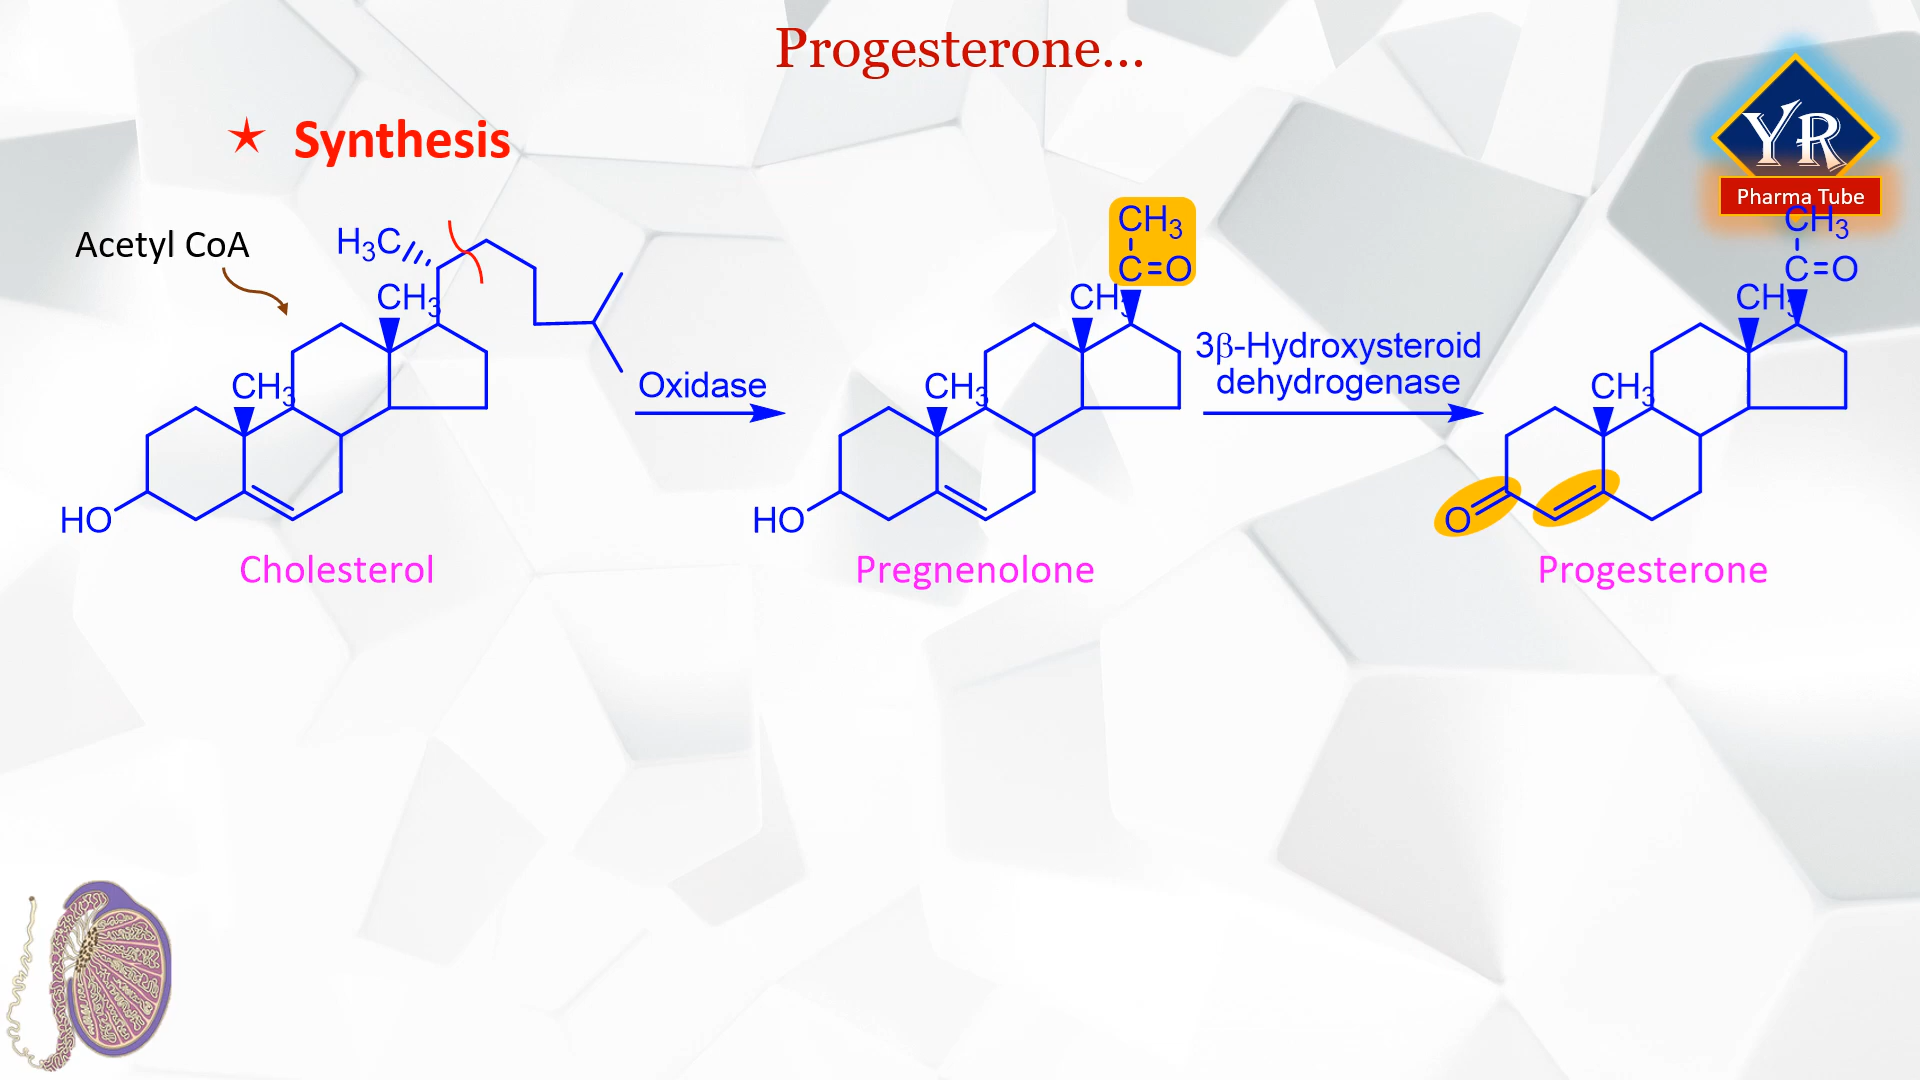 Progesterone...
★ Synthesis
YR
Pharma Tube
Acetyl CoA
H₃C
CH₃
CH₃
HO
Cholesterol
Oxidase
CH₃
C=O
CH₃
CH₃
HO
Pregnenolone
3β-Hydroxysteroid
dehydrogenase
CH₃
C=O
CH₃
CH₃
O
Progesterone